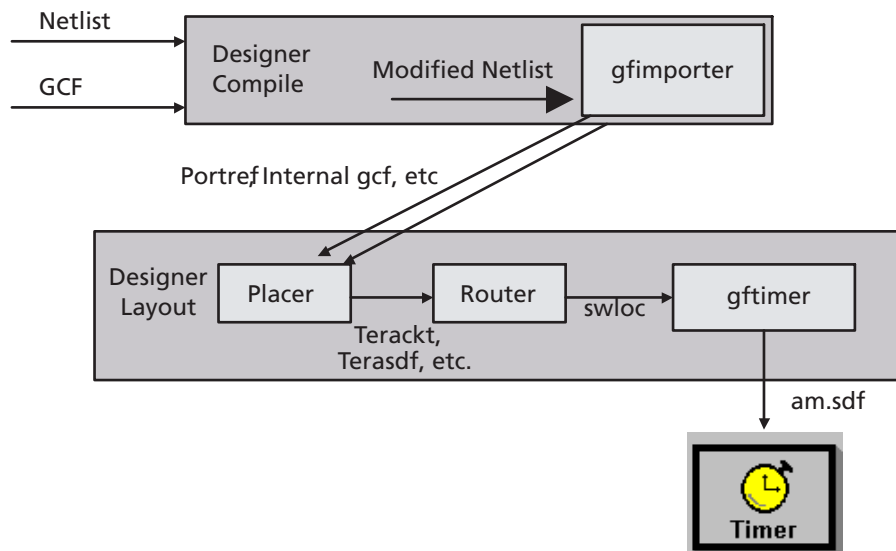 Netlist
GCF
Designer
Compile
Modified Netlist
gfimporter
Portref, Internal gcf, etc
Designer
Layout
Placer
Router
swloc
gftimer
Terackt,
Terasdf, etc.
am.sdf
Timer